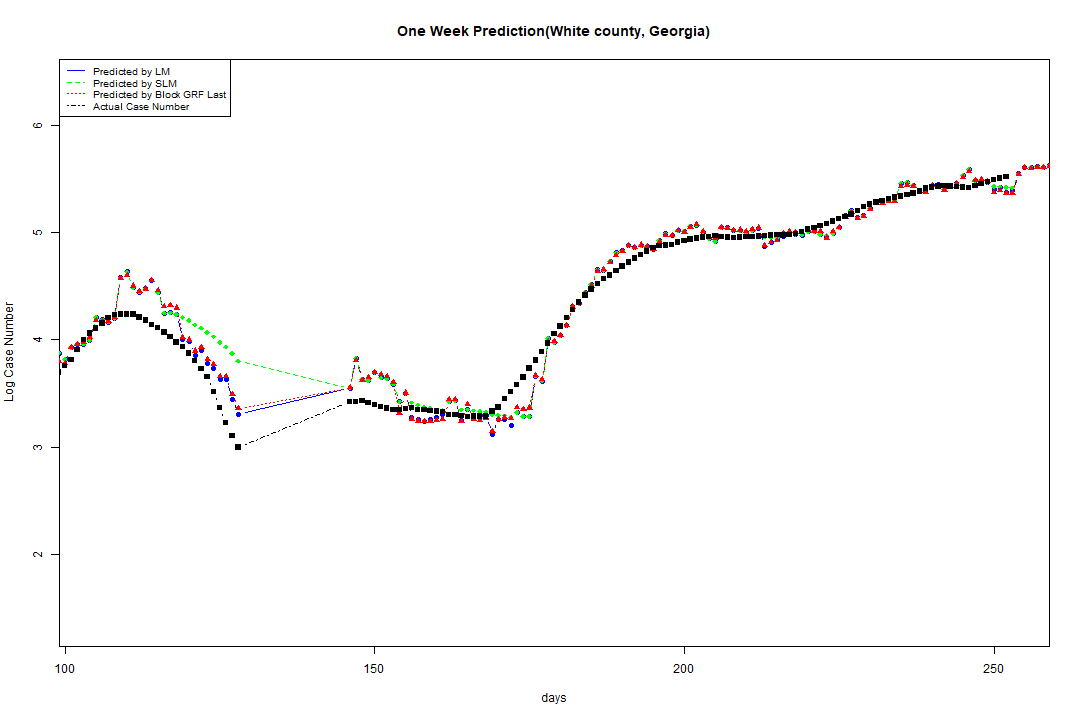 One Week Prediction(White county, Georgia)
Predicted by LM
Predicted by SLM
Predicted by Block GRF Last
Actual Case Number
6
5
4
3
2
Log Case Number
100 150 200 250
days